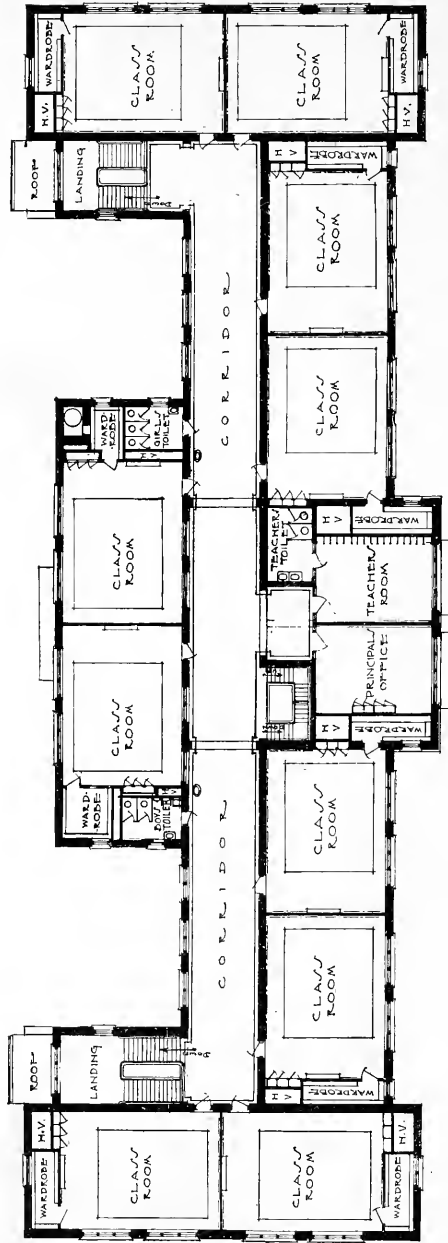 WARDROBE
H.V.
CLASS
ROOM
CLASS
ROOM
WARDROBE
H.V.
ROOF
LANDING
H V
WARDROBE
CLASS
ROOM
CORRIDOR
CLASS
ROOM
WARD-
ROBE
GIRLS
TOILET
H V
CLASS
ROOM
TEACHERS
TOILET
H V
WARDROBE
TEACHERS
ROOM
PRINCIPALS
OFFICE
H V
WARDROBE
CLASS
ROOM
WARD-
ROBE
BOYS
TOILET
H V
CORRIDOR
CLASS
ROOM
CLASS
ROOM
H V
WARDROBE
ROOF
LANDING
H.V.
WARDROBE
CLASS
ROOM
CLASS
ROOM
H.V.
WARDROBE